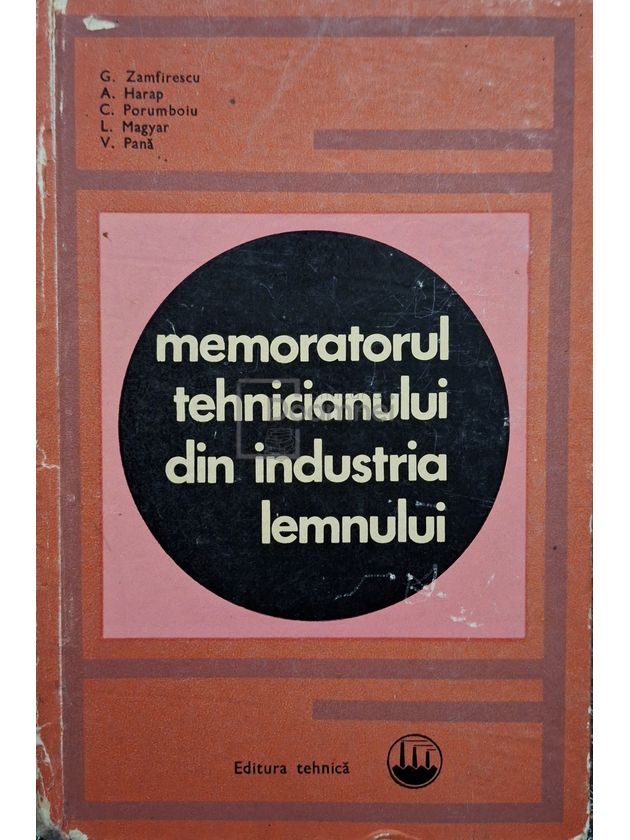 G. Zamfirescu
A. Harap
C. Porumboiu
L. Magyar
V. Pană
memoratorul
tehnicianului
din industria
lemnului
Editura tehnică